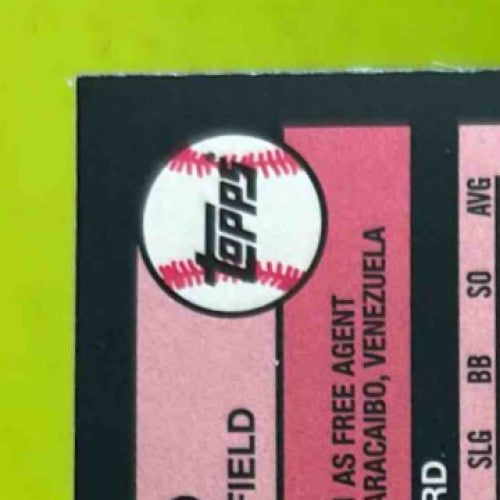 Topps
FIELD
AS FREE AGENT
ARACAIBO, VENEZUELA
RD
SLG BB SO AVG